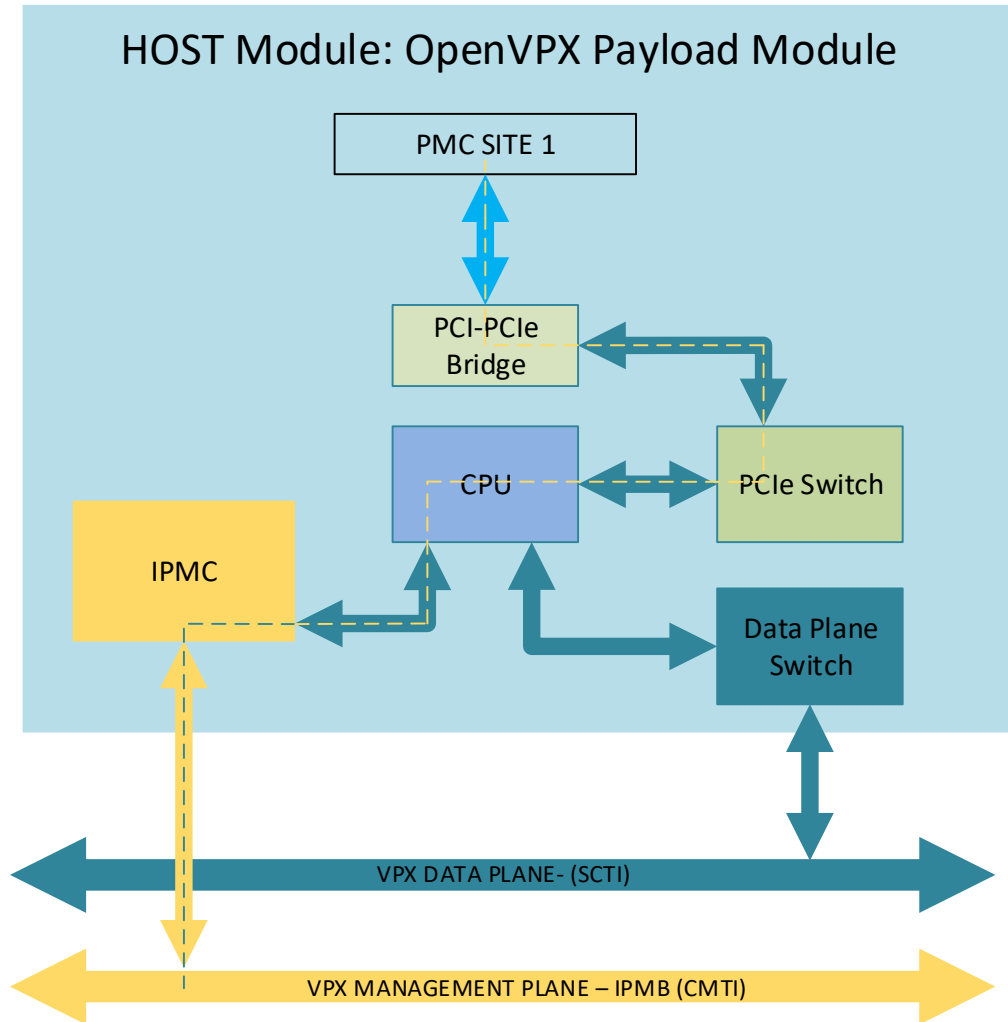 HOST Module: OpenVPX Payload Module
PMC SITE 1
PCI-PCIe
Bridge
CPU
PCIe Switch
IPMC
Data Plane
Switch
VPX DATA PLANE- (SCTI)
VPX MANAGEMENT PLANE – IPMB (CMTI)